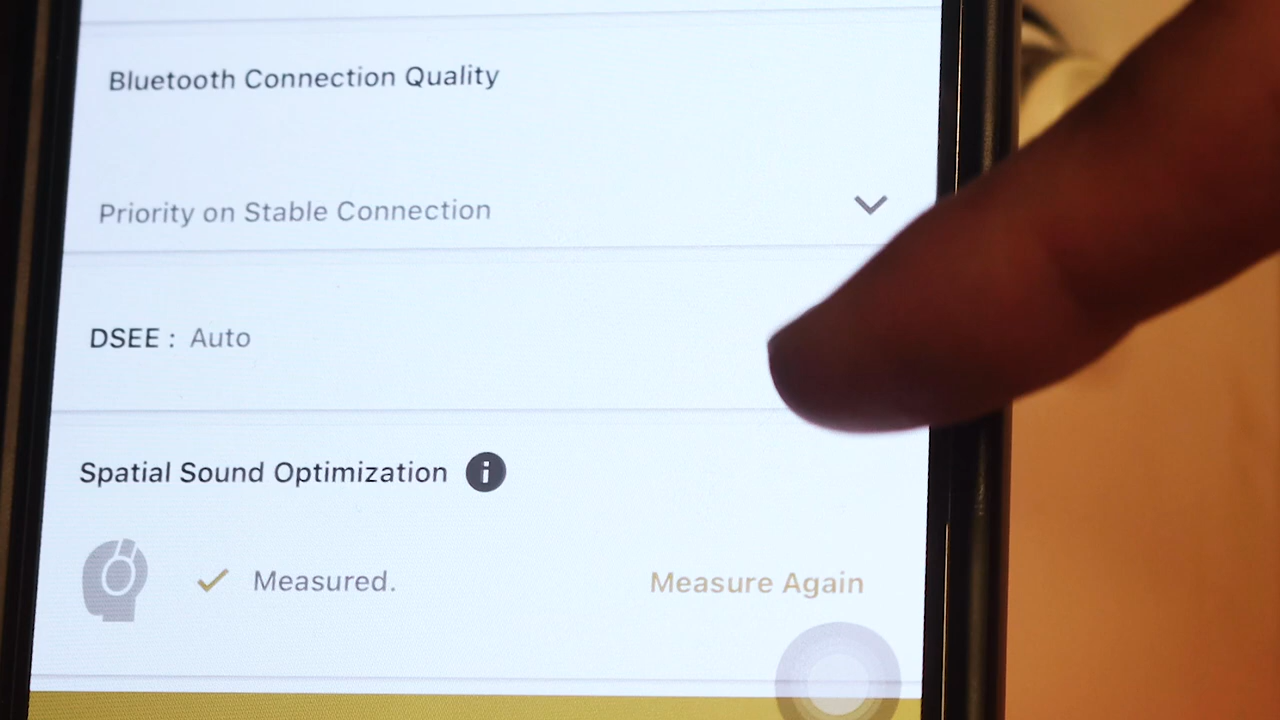 Bluetooth Connection Quality
Priority on Stable Connection
DSEE : Auto
Spatial Sound Optimization i
Measured. Measure Again